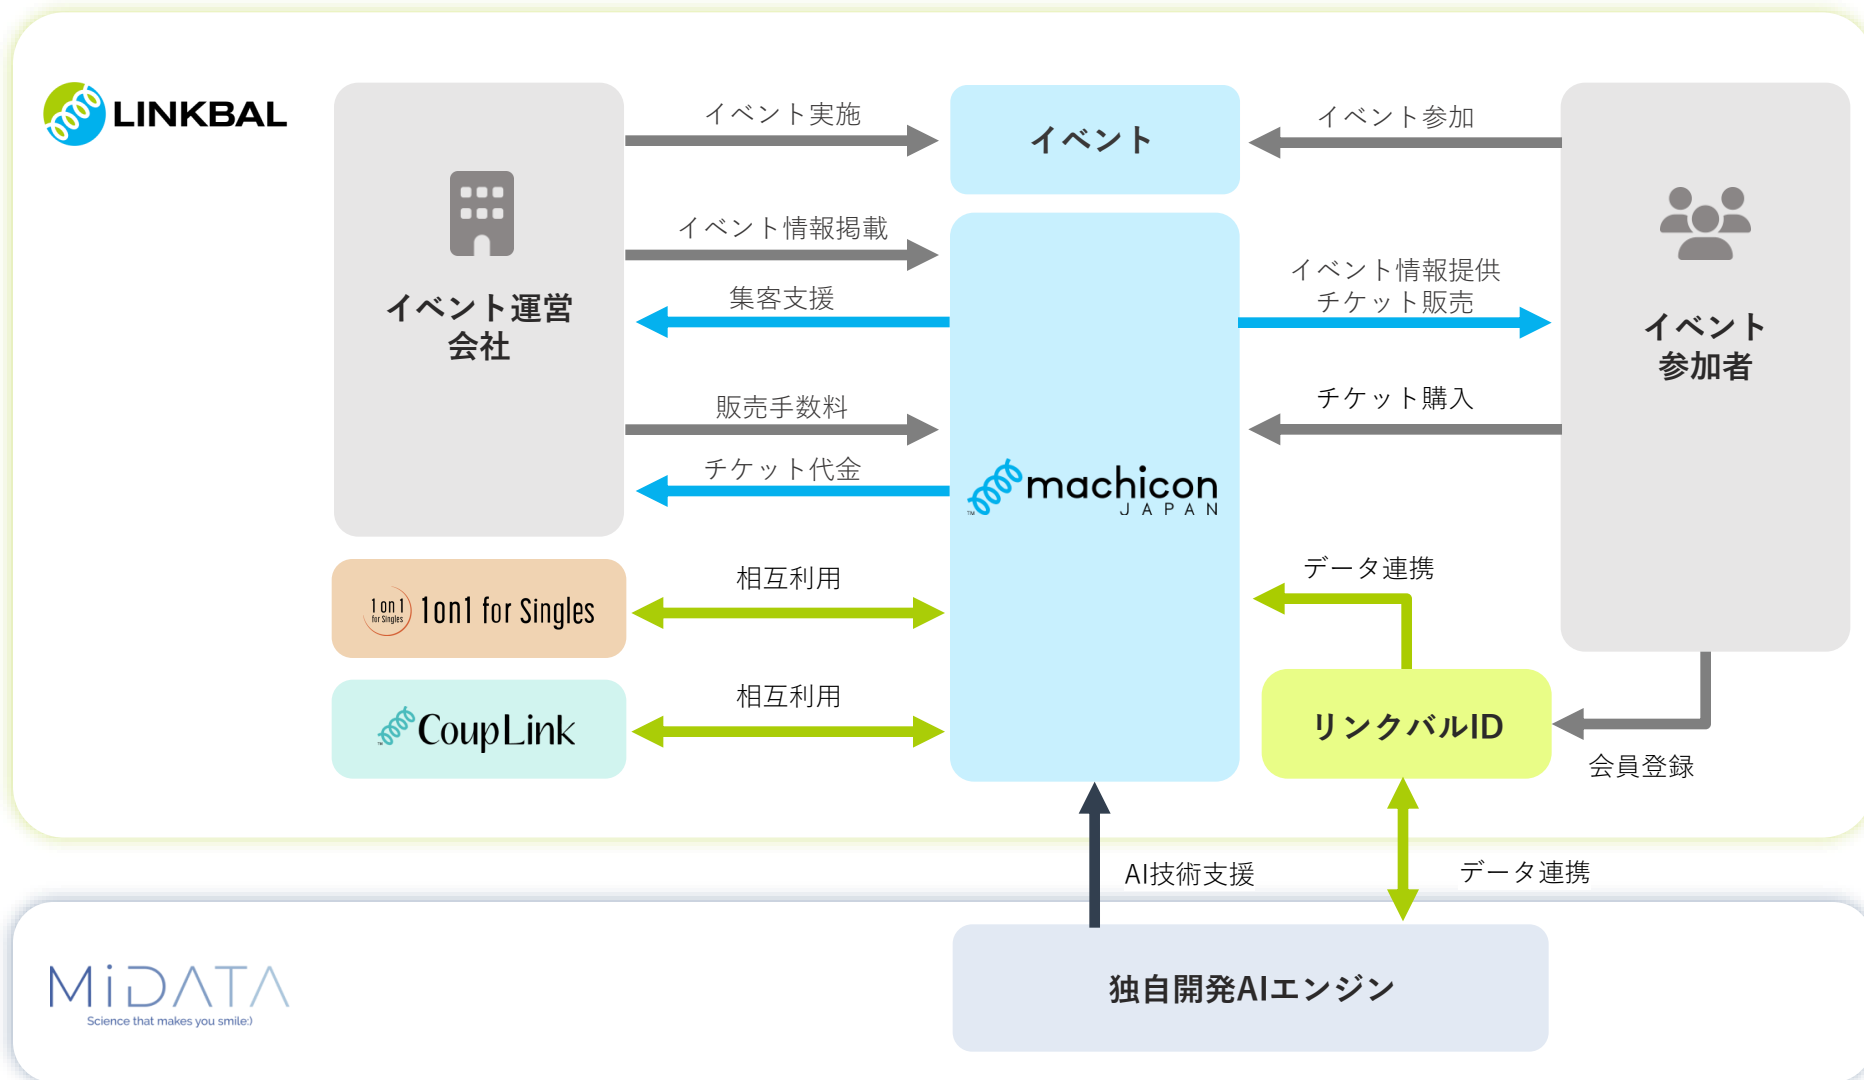 LINKBAL
イベント運営
会社
イベント実施
イベント
イベント参加
イベント
参加者
イベント情報掲載
集客支援
イベント情報提供
チケット販売
販売手数料
チケット代金
チケット購入
machicon
JAPAN
TM
1on1
for Singles
1on1 for Singles
相互利用
TM
CoupLink
相互利用
データ連携
リンクバルID
会員登録
AI技術支援
データ連携
MiDATA
Science that makes you smile:)
独自開発AIエンジン